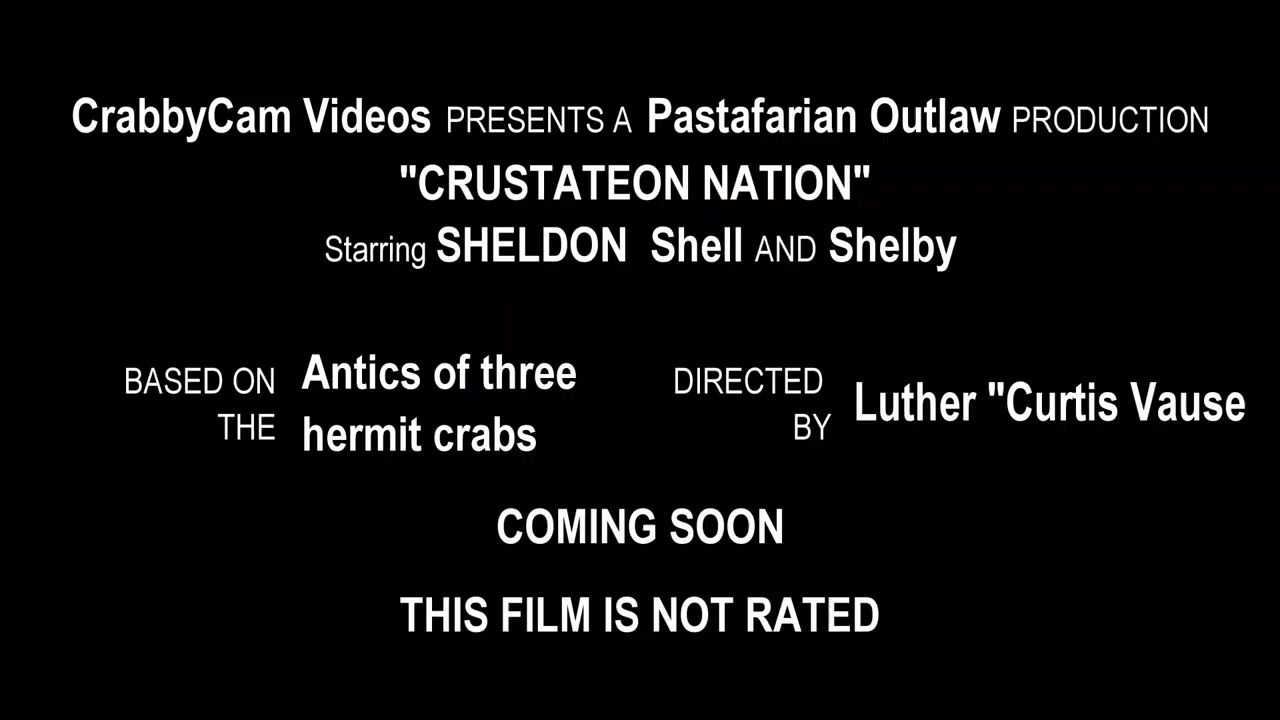 CrabbyCam Videos PRESENTS A Pastafarian Outlaw PRODUCTION
"CRUSTATEON NATION"
Starring SHELDON Shell AND Shelby
BASED ON THE
Antics of three
hermit crabs
DIRECTED BY
Luther "Curtis Vause
COMING SOON
THIS FILM IS NOT RATED